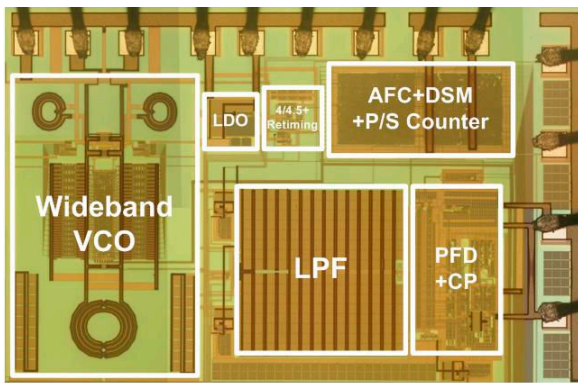 Wideband
VCO
LDO
4/4.5+
Retiming
AFC+DSM
+P/S Counter
LPF
PFD
+CP